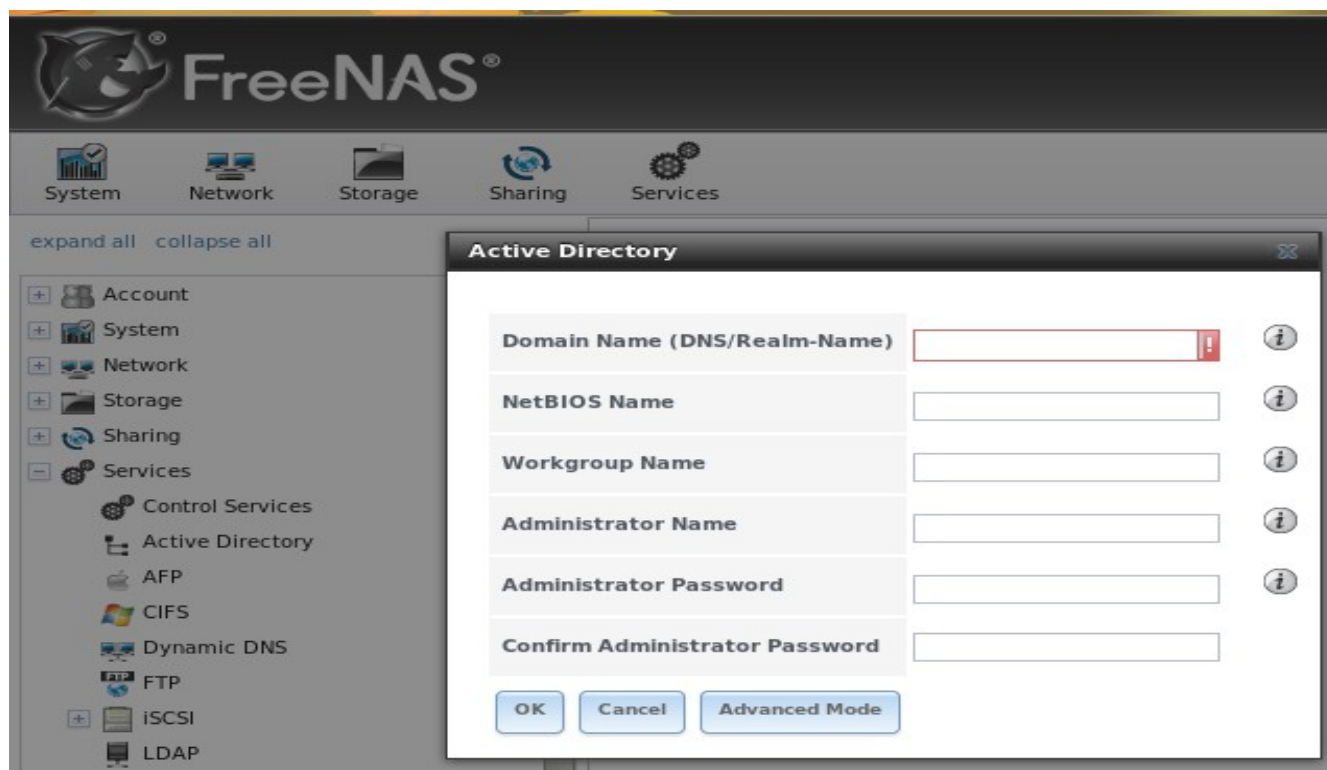 FreeNAS®
System Network Storage Sharing Services
expand all collapse all
Account
System
Network
Storage
Sharing
Services
Control Services
Active Directory
AFP
CIFS
Dynamic DNS
FTP
iSCSI
LDAP
Active Directory
Domain Name (DNS/Realm-Name)
NetBIOS Name
Workgroup Name
Administrator Name
Administrator Password
Confirm Administrator Password
OK Cancel Advanced Mode